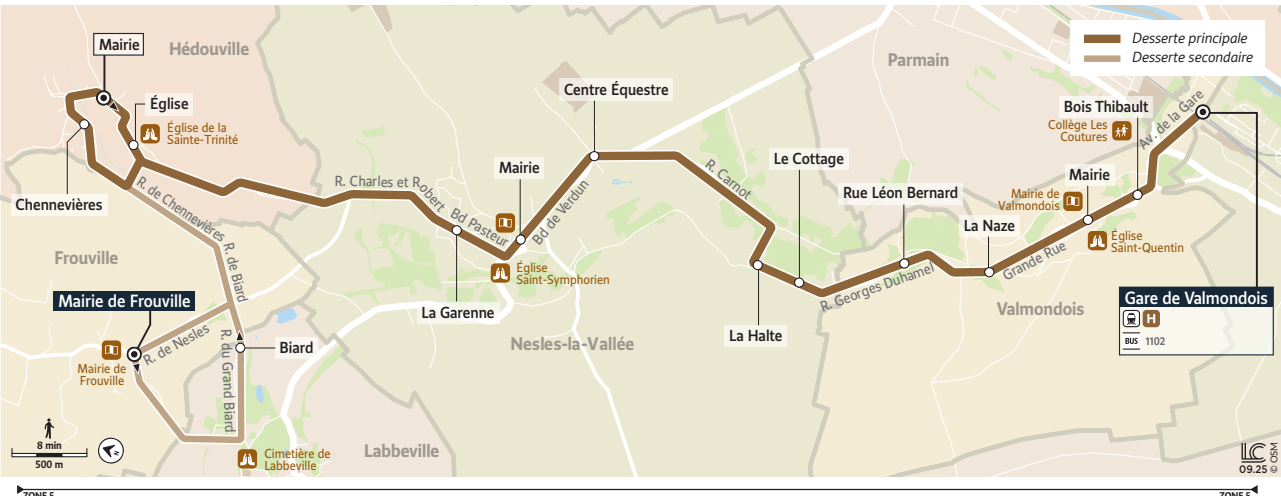 Desserte principale
Desserte secondaire
Mairie
Hédouville
Parmain
Centre Équestre
Église
Église de la
Sainte-Trinité
Bois Thibault
Collège Les
Coutures
Av. de la Gare
Chennevières
R. de Chennevières
R. Charles et Robert
Mairie
Bd Pasteur
Bd de Verdun
R. Carnot
Le Cottage
Rue Léon Bernard
Mairie
Mairie de
Valmondois
La Naze
Église
Saint-Quentin
Grande Rue
Frouville
R. de Biard
Église
Saint-Symphorien
La Garenne
R. Georges Duhamel
Valmondois
Mairie de Frouville
Gare de Valmondois
H
BUS 1102
La Halte
Nesles-la-Vallée
R. de Nesles
R. du Grand Biard
Biard
Mairie de
Frouville
Labbeville
Cimetière de
Labbeville
8 min
500 m
LC
09.25 © OSM
ZONE 5
ZONE 5